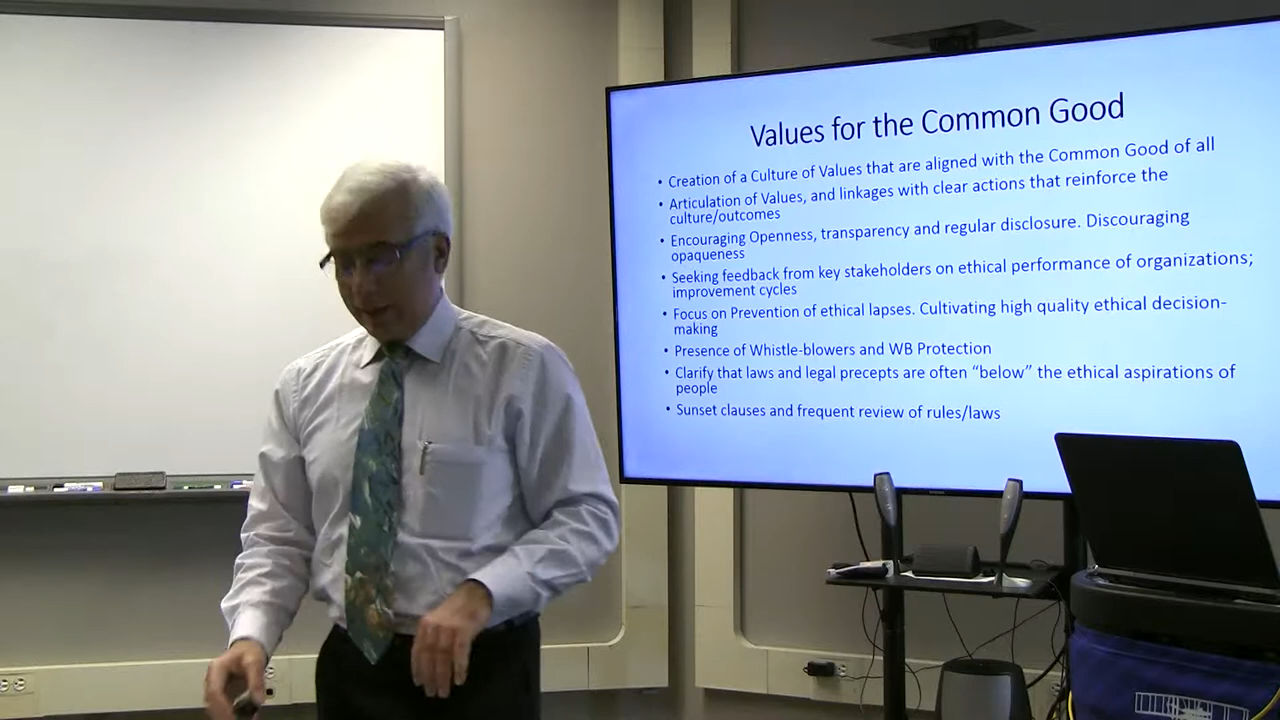 Values for the Common Good
• Creation of a Culture of Values that are aligned with the Common Good of all
• Articulation of Values, and linkages with clear actions that reinforce the
culture/outcomes
• Encouraging Openness, transparency and regular disclosure. Discouraging
opaqueness
• Seeking feedback from key stakeholders on ethical performance of organizations;
improvement cycles
• Focus on Prevention of ethical lapses. Cultivating high quality ethical decision-
making
• Presence of Whistle-blowers and WB Protection
• Clarify that laws and legal precepts are often “below” the ethical aspirations of
people
• Sunset clauses and frequent review of rules/laws